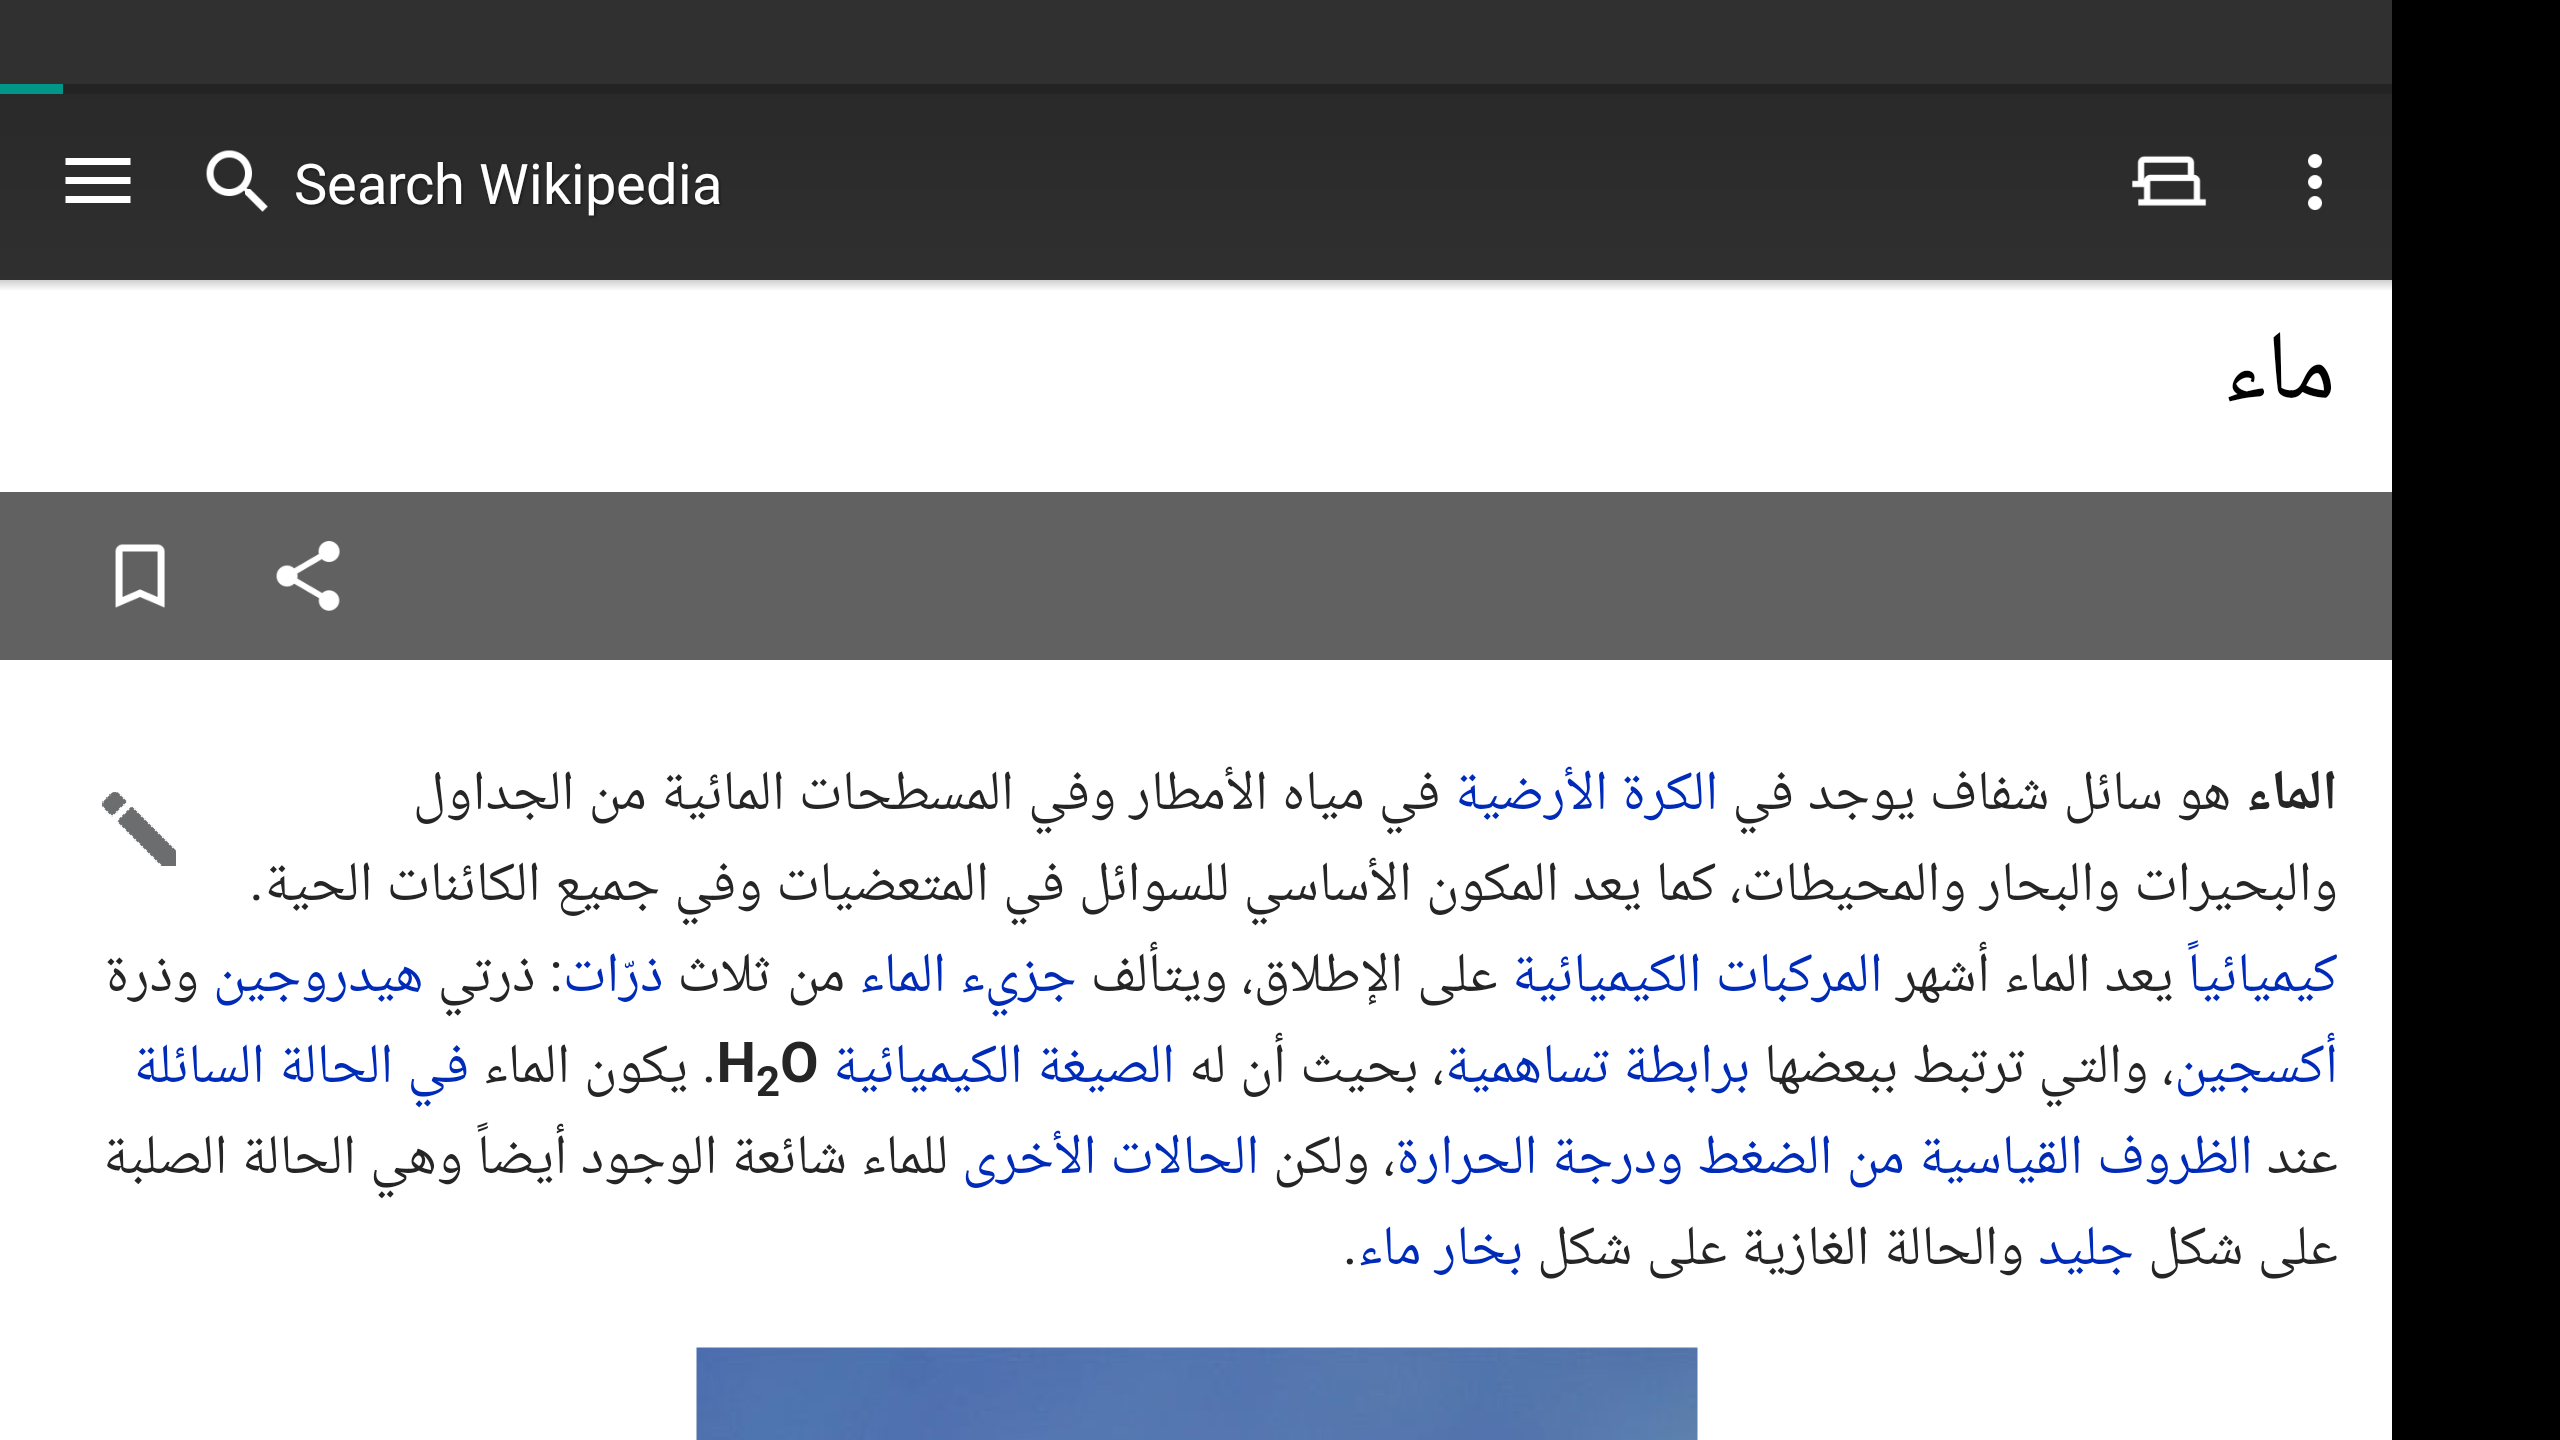 Search Wikipedia
ماء
الماء هو سائل شفاف يوجد في الكرة الأرضية في مياه الأمطار وفي المسطحات المائية من الجداول
والبحيرات والبحار والمحيطات، كما يعد المكون الأساسي للسوائل في المتعضيات وفي جميع الكائنات الحية.
كيميائياً يعد الماء أشهر المركبات الكيميائية على الإطلاق، ويتألف جزيء الماء من ثلاث ذرّات: ذرتي هيدروجين وذرة
أكسجين، والتي ترتبط ببعضها برابطة تساهمية، بحيث أن له الصيغة الكيميائية H₂O. يكون الماء في الحالة السائلة
عند الظروف القياسية من الضغط ودرجة الحرارة، ولكن الحالات الأخرى للماء شائعة الوجود أيضاً وهي الحالة الصلبة
على شكل جليد والحالة الغازية على شكل بخار ماء.